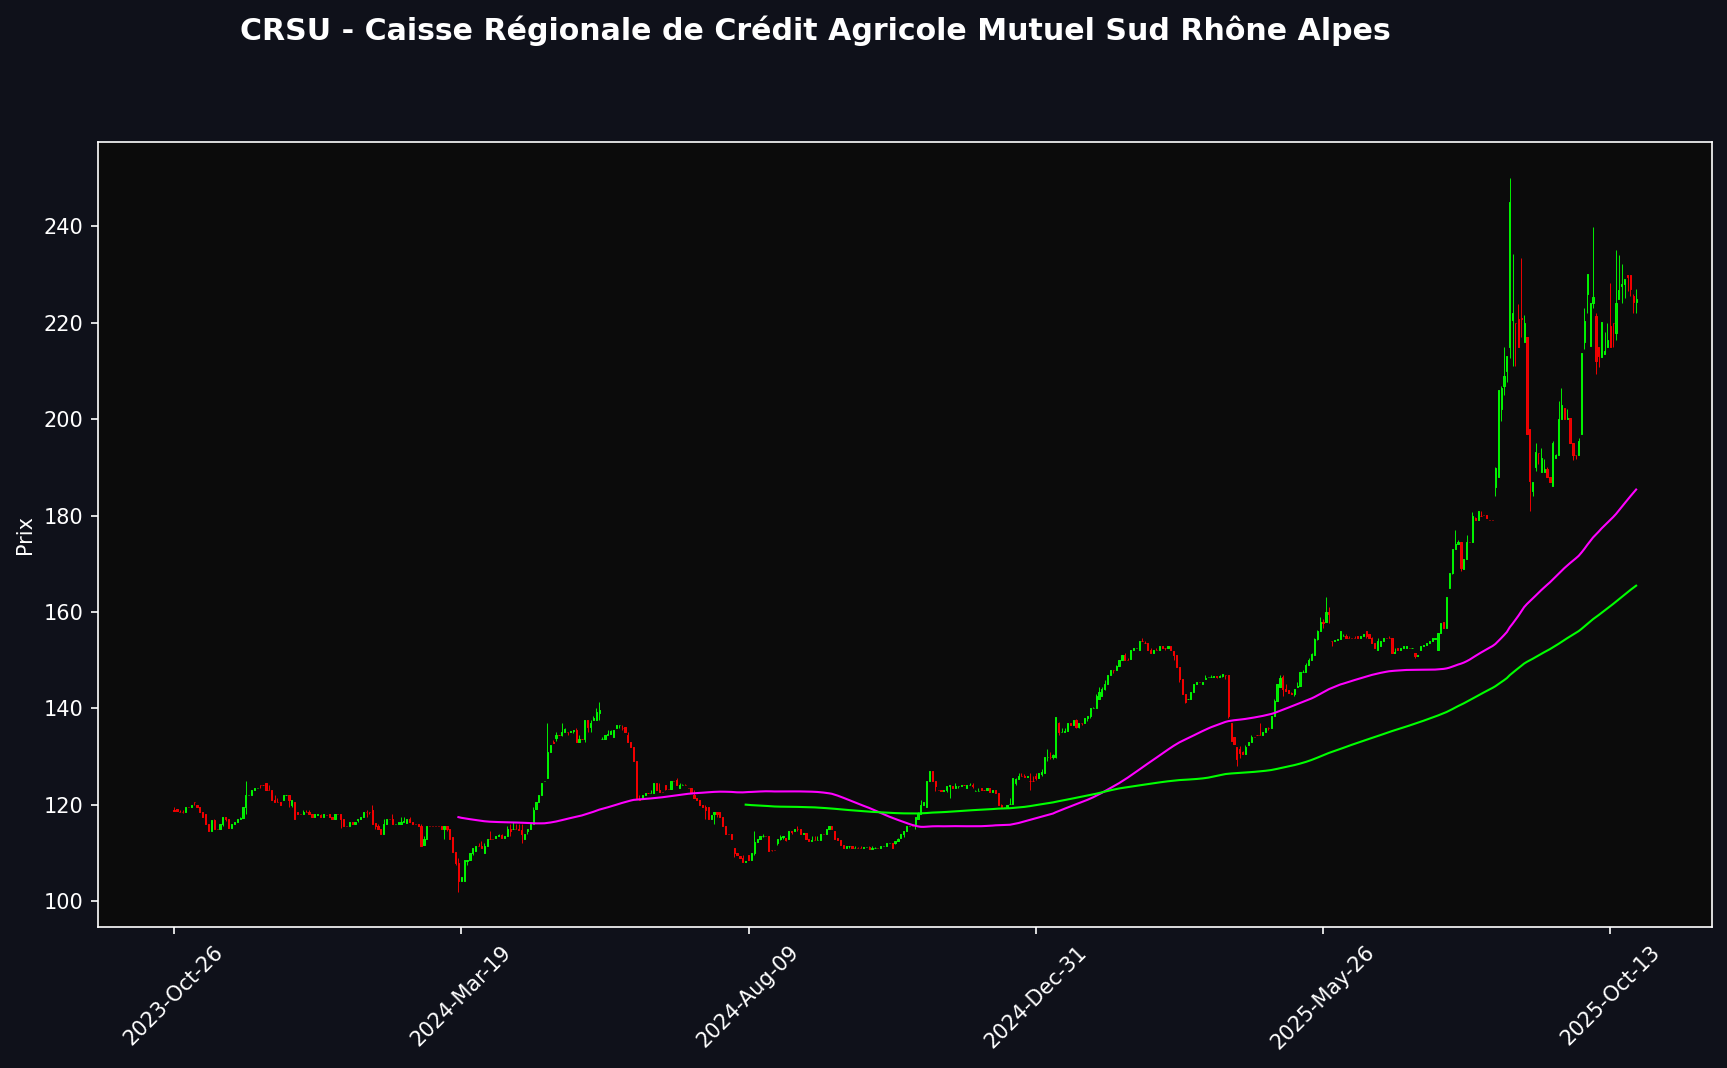 CRSU - Caisse Régionale de Crédit Agricole Mutuel Sud Rhône Alpes
Prix
240
220
200
180
160
140
120
100
2023-Oct-26
2024-Mar-19
2024-Aug-09
2024-Dec-31
2025-May-26
2025-Oct-13